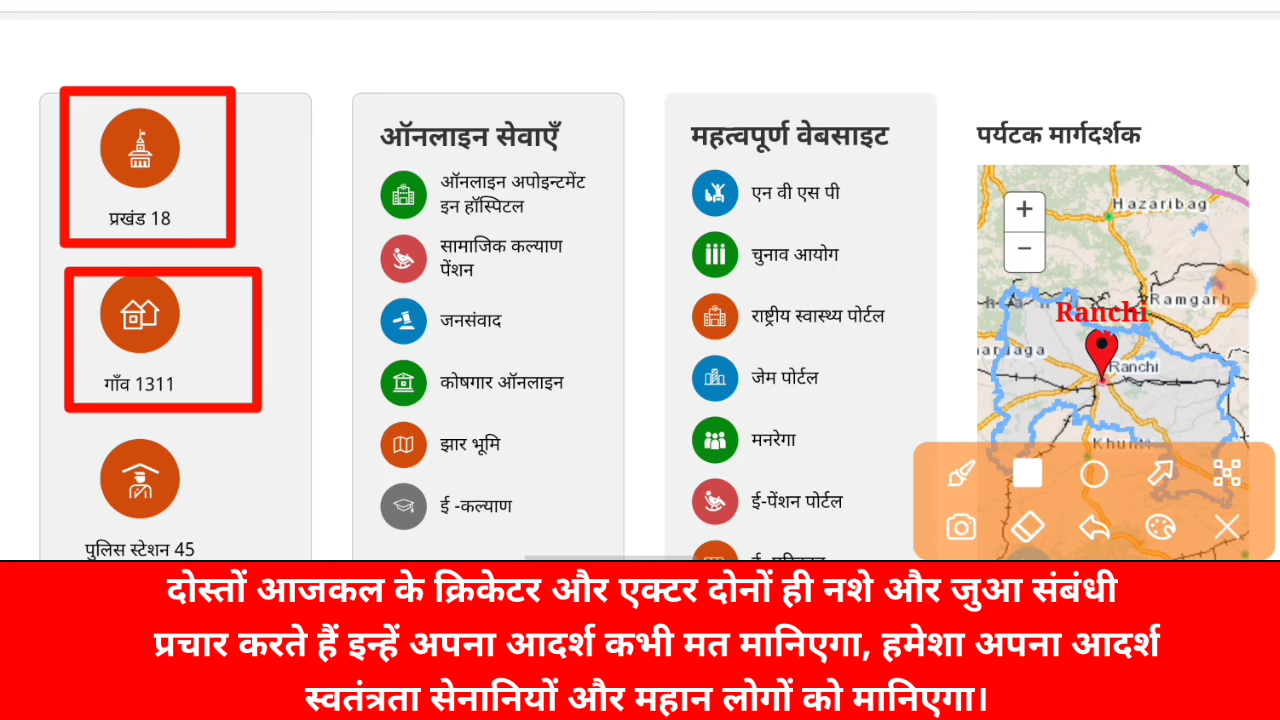 प्रखंड 18
गाँव 1311
पुलिस स्टेशन 45
ऑनलाइन सेवाएँ
ऑनलाइन अपोइन्टमेंट
इन हॉस्पिटल
सामाजिक कल्याण
पेंशन
जनसंवाद
कोषगार ऑनलाइन
झार भूमि
ई -कल्याण
महत्वपूर्ण वेबसाइट
एन वी एस पी
चुनाव आयोग
राष्ट्रीय स्वास्थ्य पोर्टल
जेम पोर्टल
मनरेगा
ई-पेंशन पोर्टल
पर्यटक मार्गदर्शक
+
−
Hazaribag
Ramgarh
Ranchi
Ranchi
दोस्तों आजकल के क्रिकेटर और एक्टर दोनों ही नशे और जुआ संबंधी
प्रचार करते हैं इन्हें अपना आदर्श कभी मत मानिएगा, हमेशा अपना आदर्श
स्वतंत्रता सेनानियों और महान लोगों को मानिएगा।